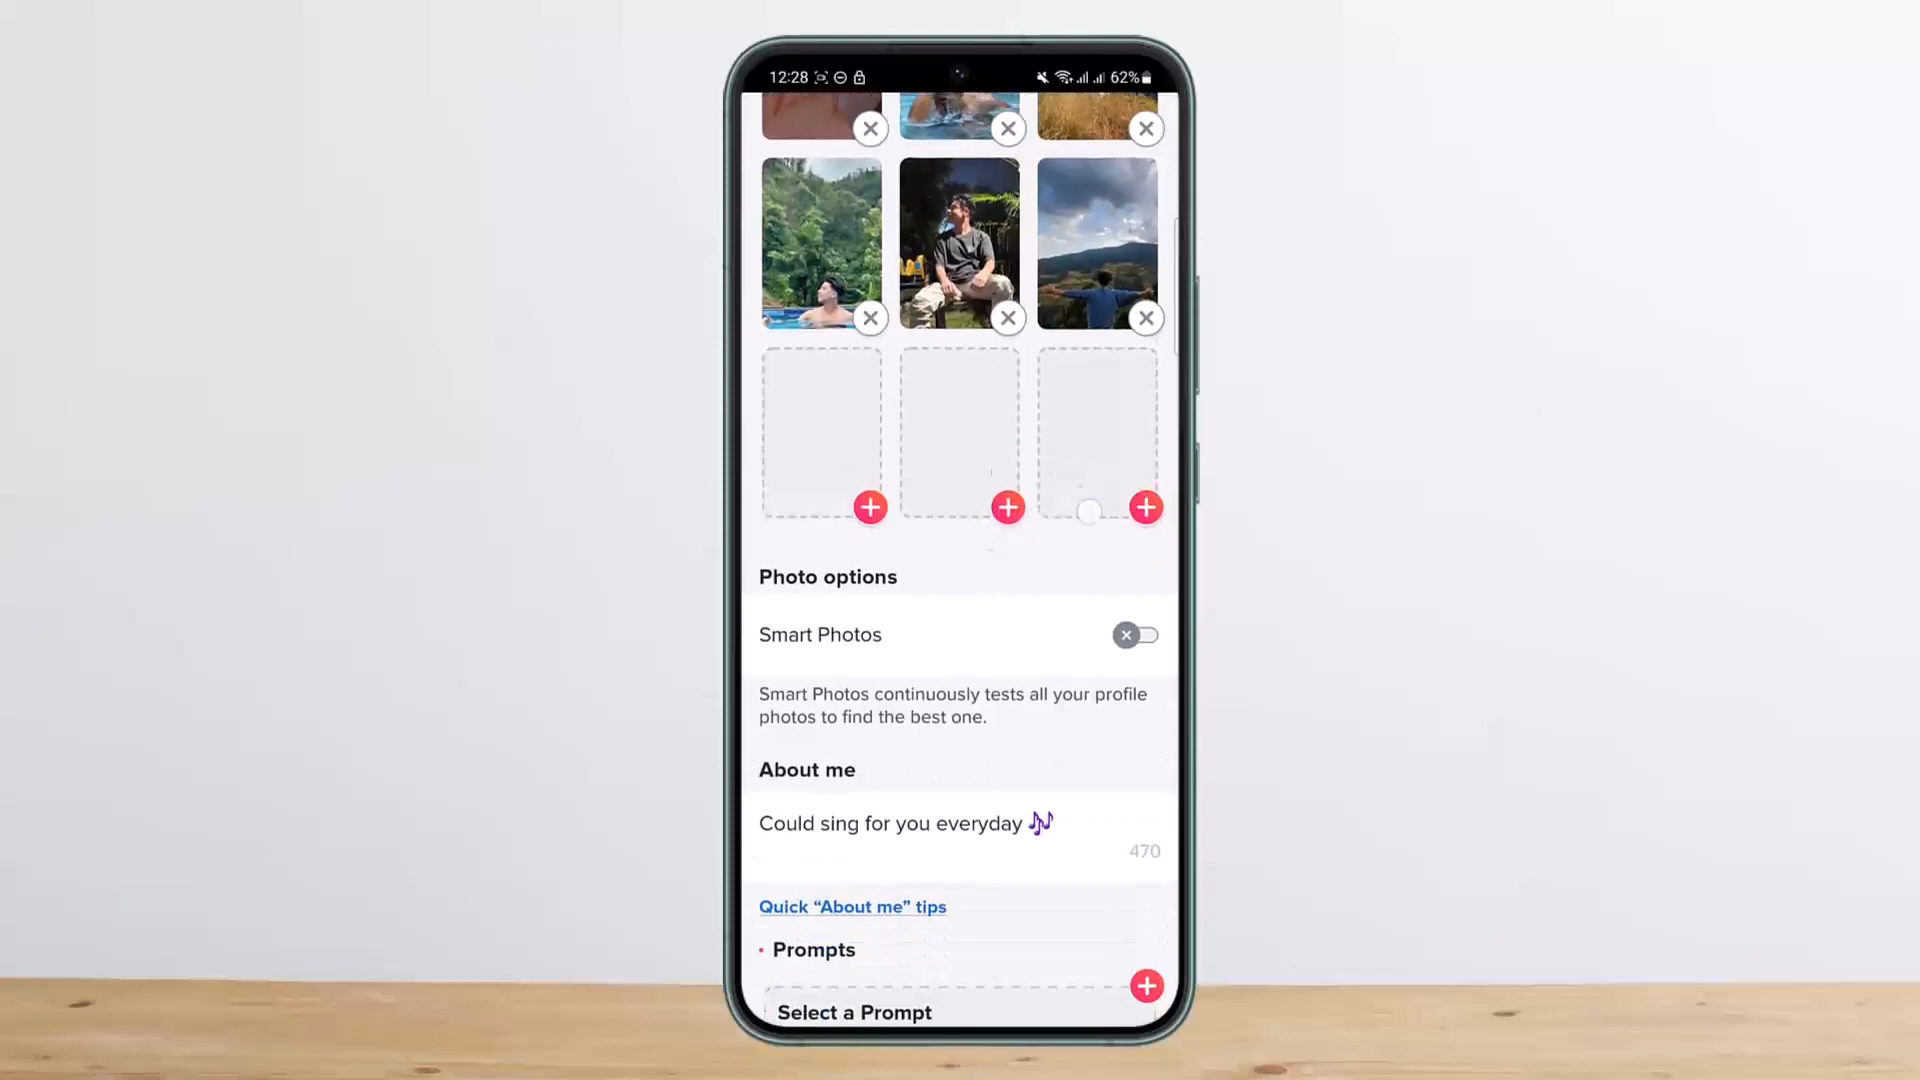 12:28
62%
Photo options
Smart Photos
Smart Photos continuously tests all your profile
photos to find the best one.
About me
Could sing for you everyday 🎶
470
Quick “About me” tips
• Prompts
Select a Prompt